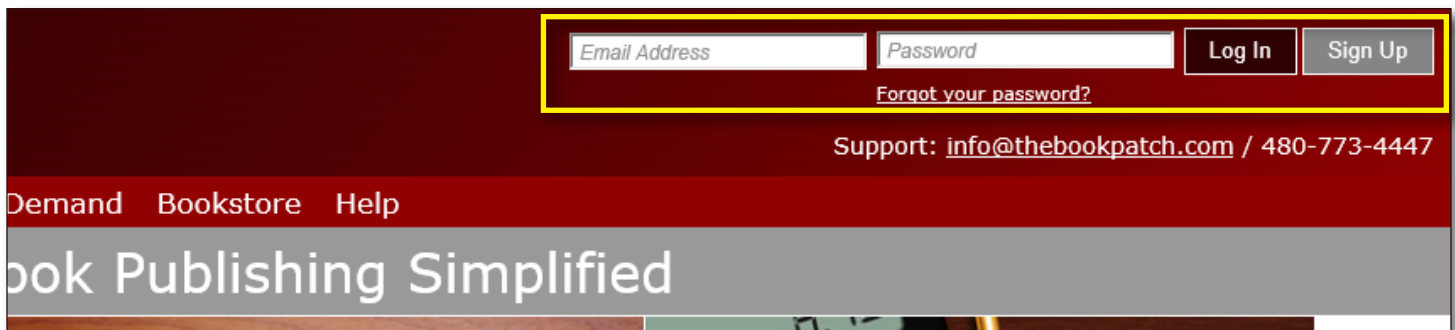 Email Address Password Log In Sign Up
Forgot your password?
Support: info@thebookpatch.com / 480-773-4447
Demand Bookstore Help
ook Publishing Simplified